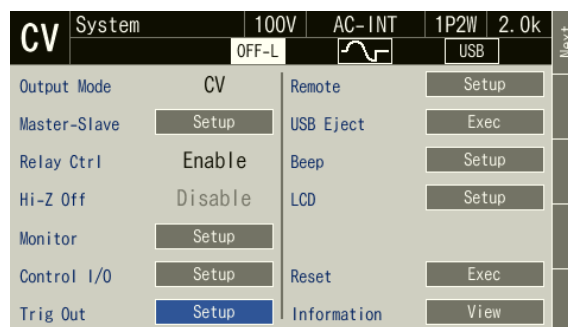 CV System 100V AC-INT 1P2W 2.0k
OFF-L USB
Next
Output Mode CV
Master-Slave Setup
Relay Ctrl Enable
Hi-Z Off Disable
Monitor Setup
Control I/O Setup
Trig Out Setup
Remote Setup
USB Eject Exec
Beep Setup
LCD Setup
Reset Exec
Information View